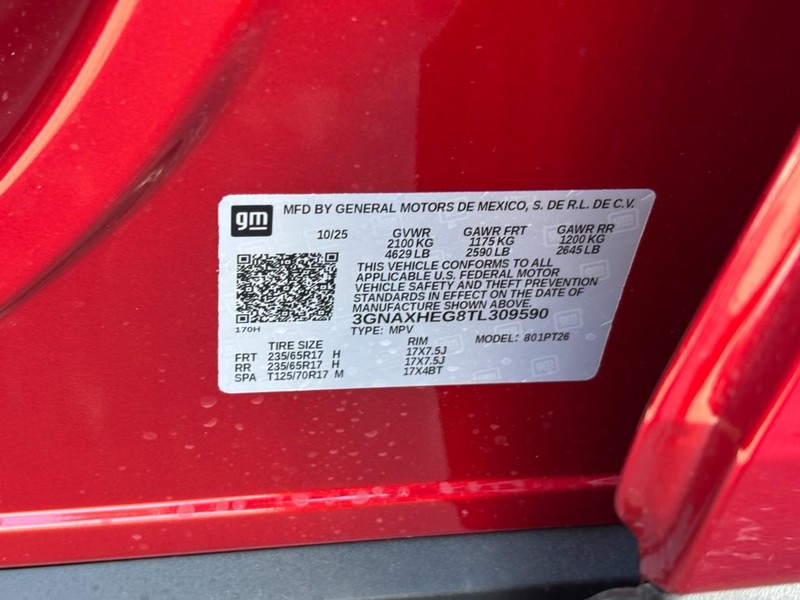 gm MFD BY GENERAL MOTORS DE MEXICO, S. DE R.L. DE C.V.
10/25 GVWR GAWR FRT GAWR RR
2100 KG 1175 KG 1200 KG
4629 LB 2590 LB 2645 LB
THIS VEHICLE CONFORMS TO ALL
APPLICABLE U.S. FEDERAL MOTOR
VEHICLE SAFETY AND THEFT PREVENTION
STANDARDS IN EFFECT ON THE DATE OF
MANUFACTURE SHOWN ABOVE.
3GNAXHEG8TL309590
170H
TYPE: MPV MODEL: 801PT26
TIRE SIZE RIM
FRT 235/65R17 H 17X7.5J
RR 235/65R17 H 17X7.5J
SPA T125/70R17 M 17X4BT